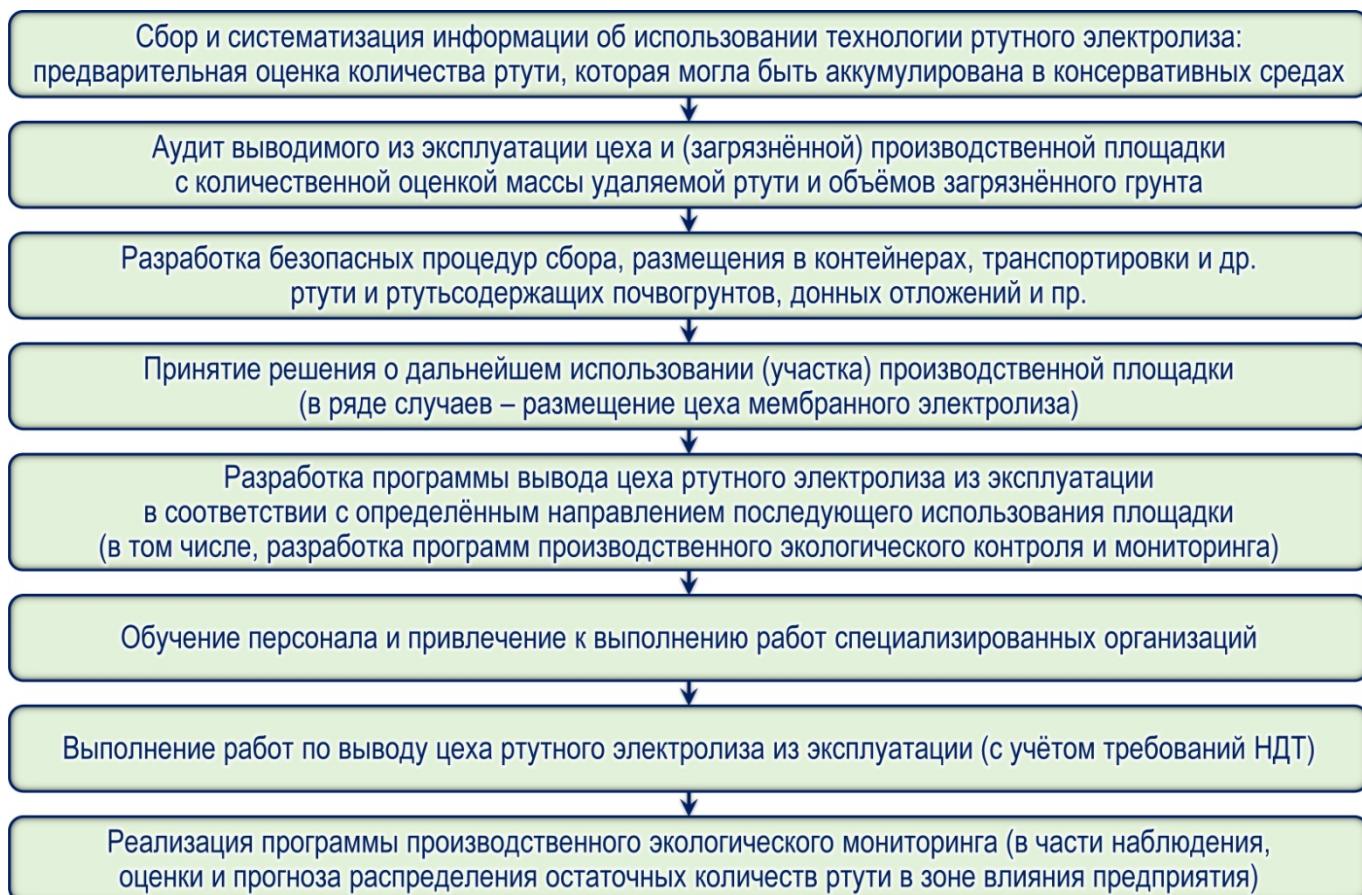 Сбор и систематизация информации об использовании технологии ртутного электролиза:
предварительная оценка количества ртути, которая могла быть аккумулирована в консервативных средах
Аудит выводимого из эксплуатации цеха и (загрязнённой) производственной площадки
с количественной оценкой массы удаляемой ртути и объёмов загрязнённого грунта
Разработка безопасных процедур сбора, размещения в контейнерах, транспортировки и др.
ртути и ртутьсодержащих почвогрунтов, донных отложений и пр.
Принятие решения о дальнейшем использовании (участка) производственной площадки
(в ряде случаев – размещение цеха мембранного электролиза)
Разработка программы вывода цеха ртутного электролиза из эксплуатации
в соответствии с определённым направлением последующего использования площадки
(в том числе, разработка программ производственного экологического контроля и мониторинга)
Обучение персонала и привлечение к выполнению работ специализированных организаций
Выполнение работ по выводу цеха ртутного электролиза из эксплуатации (с учётом требований НДТ)
Реализация программы производственного экологического мониторинга (в части наблюдения,
оценки и прогноза распределения остаточных количеств ртути в зоне влияния предприятия)